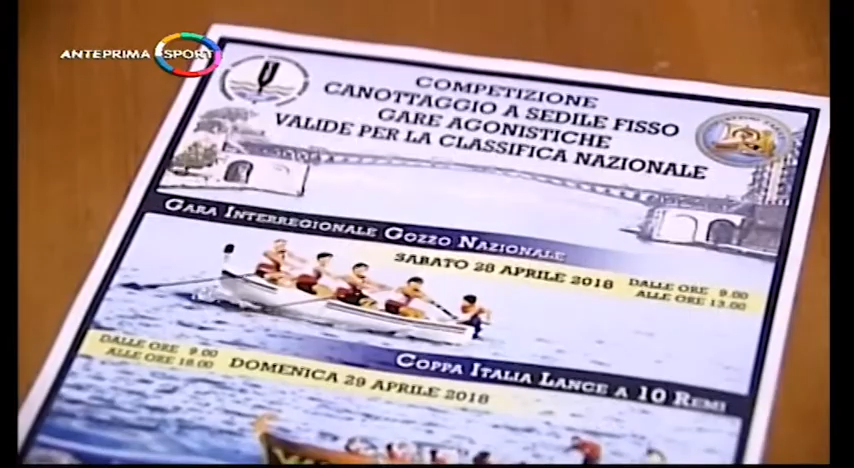 ANTEPRIMA SPORT
COMPETIZIONE
CANOTTAGGIO A SEDILE FISSO
GARE AGONISTICHE
VALIDE PER LA CLASSIFICA NAZIONALE
GARA INTERREGIONALE GOZZO NAZIONALE
SABATO 28 APRILE 2018
DALLE ORE 9.00
ALLE ORE 13.00
COPPA ITALIA LANCE A 10 REMI
DALLE ORE 9.00
ALLE ORE 18.00
DOMENICA 29 APRILE 2018